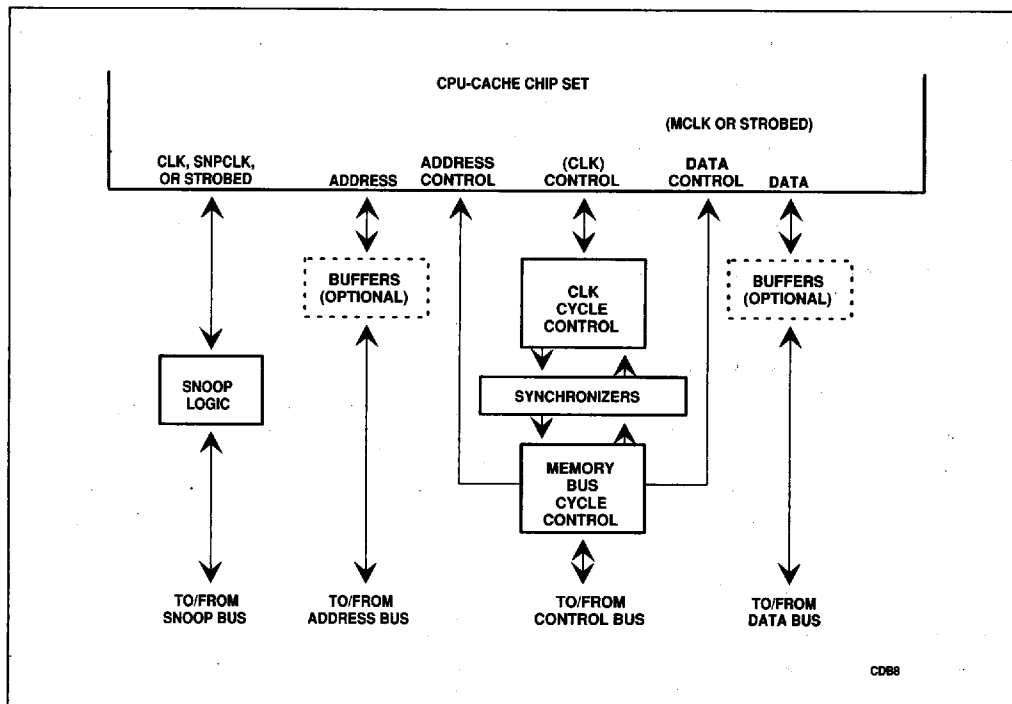 CPU-CACHE CHIP SET
(MCLK OR STROBED)
CLK, SNPCLK,
OR STROBED
ADDRESS
ADDRESS
CONTROL
(CLK)
CONTROL
DATA
CONTROL
DATA
BUFFERS
(OPTIONAL)
CLK
CYCLE
CONTROL
BUFFERS
(OPTIONAL)
SNOOP
LOGIC
SYNCHRONIZERS
MEMORY
BUS
CYCLE
CONTROL
TO/FROM
SNOOP BUS
TO/FROM
ADDRESS BUS
TO/FROM
CONTROL BUS
TO/FROM
DATA BUS
CDB8